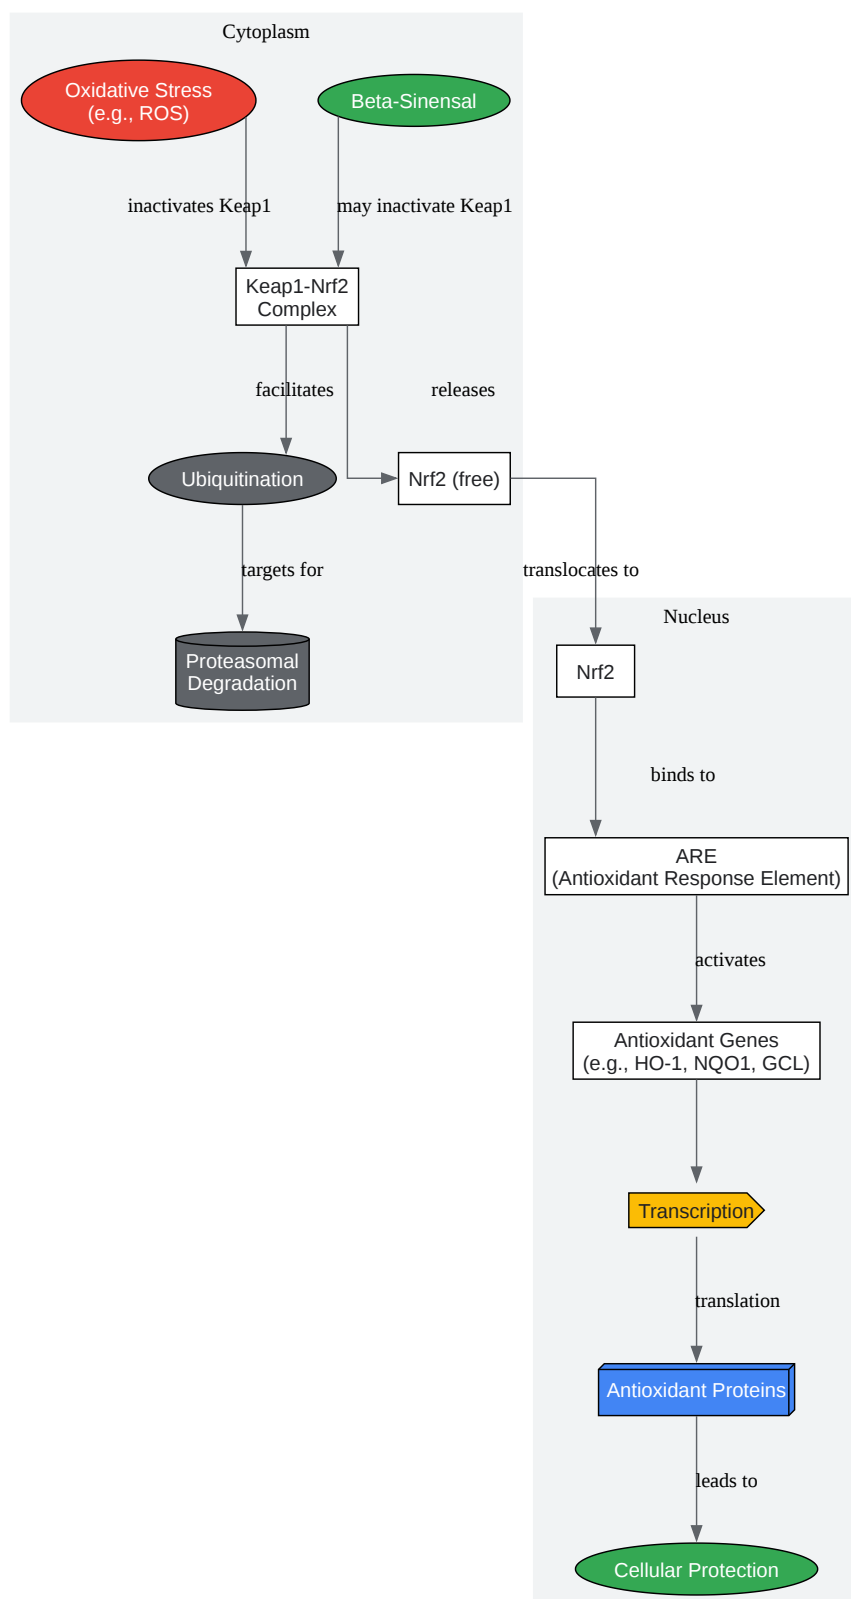 Cytoplasm
Oxidative Stress
(e.g., ROS)
Beta-Sinensal
inactivates Keap1
may inactivate Keap1
Keap1-Nrf2
Complex
facilitates
releases
Ubiquitination
Nrf2 (free)
targets for
translocates to
Nucleus
Proteasomal
Degradation
Nrf2
binds to
ARE
(Antioxidant Response Element)
activates
Antioxidant Genes
(e.g., HO-1, NQO1, GCL)
Transcription
translation
Antioxidant Proteins
leads to
Cellular Protection